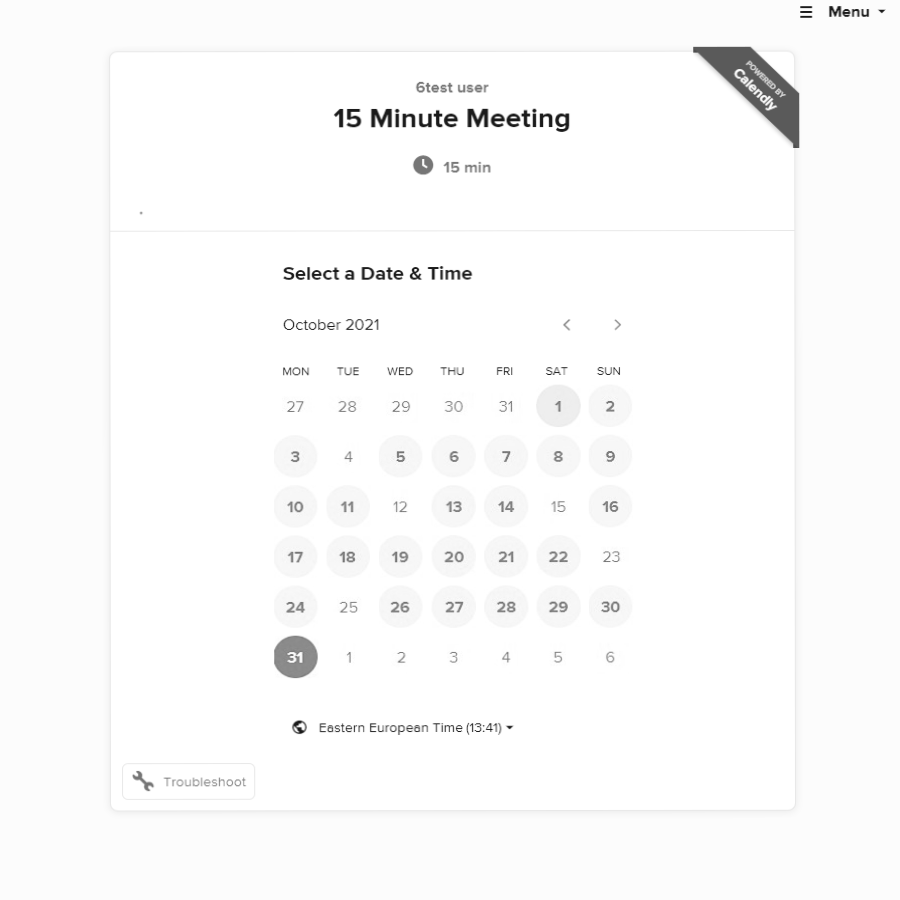 ☰ Menu
POWERED BY
Calendly
6test user
15 Minute Meeting
15 min
.
Select a Date & Time
October 2021 < >
MON TUE WED THU FRI SAT SUN
27 28 29 30 31 1 2
3 4 5 6 7 8 9
10 11 12 13 14 15 16
17 18 19 20 21 22 23
24 25 26 27 28 29 30
31 1 2 3 4 5 6
Eastern European Time (13:41)
Troubleshoot